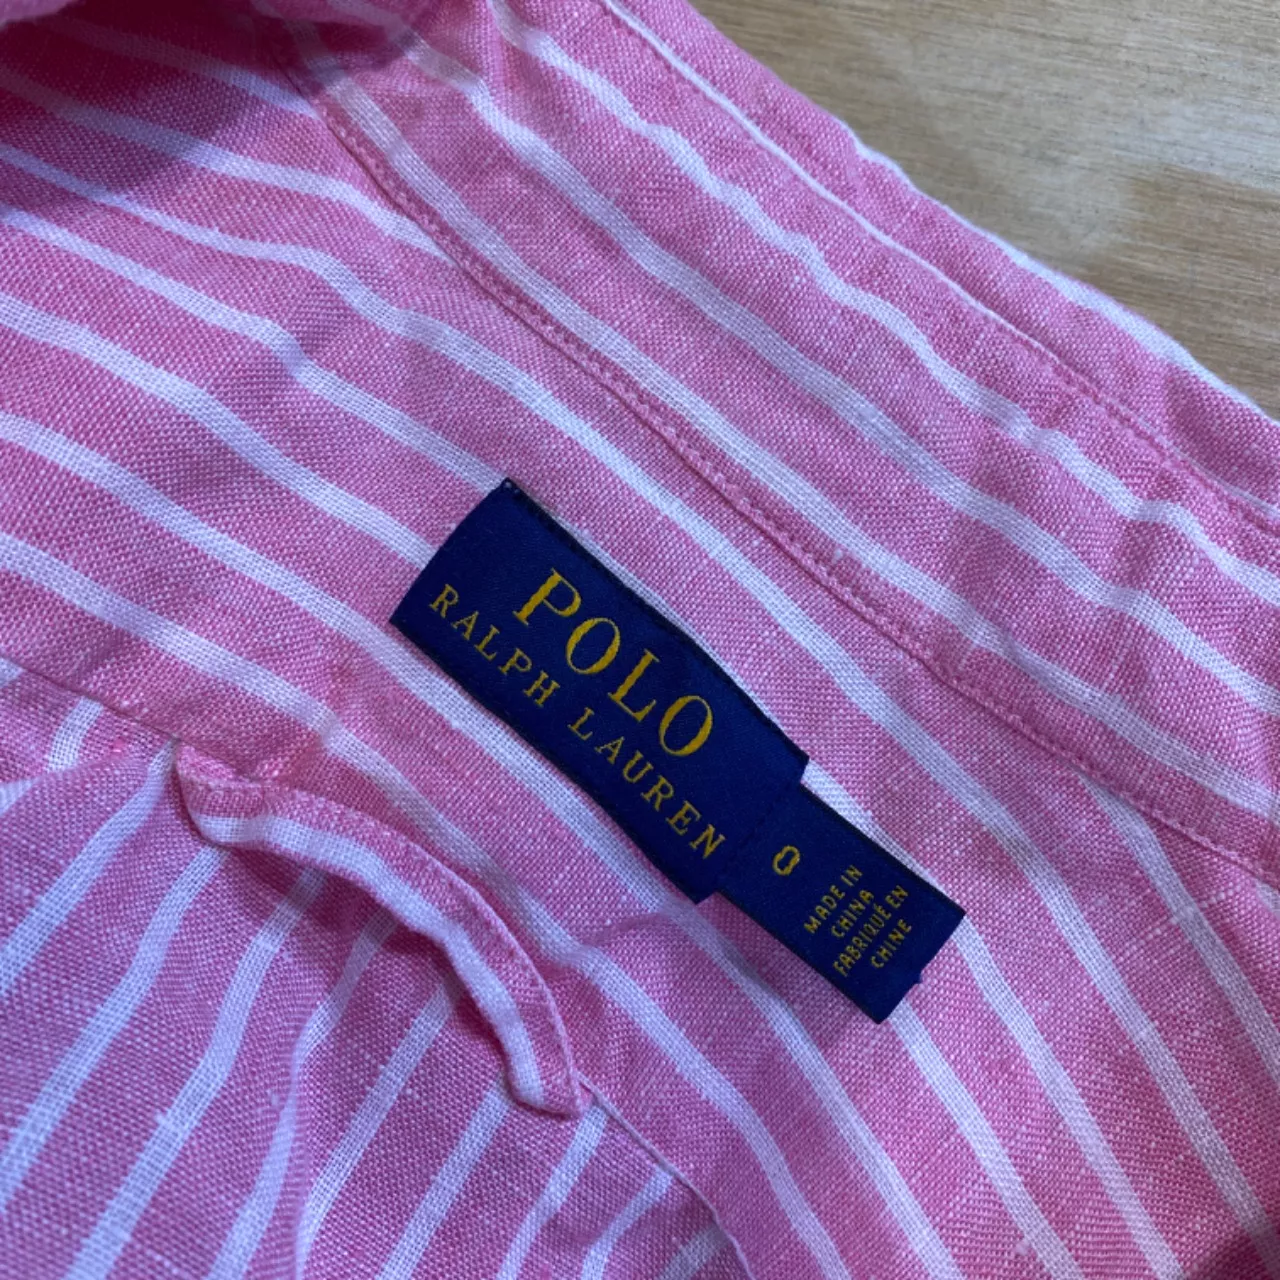 POLO
RALPH LAUREN
0
MADE IN
CHINA
FABRIQUÉ EN
CHINE